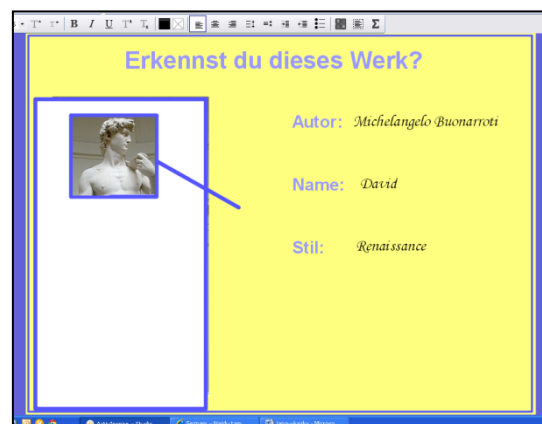 B I U T T
Σ
Erkennst du dieses Werk?
Autor: Michelangelo Buonarroti
Name: David
Stil: Renaissance